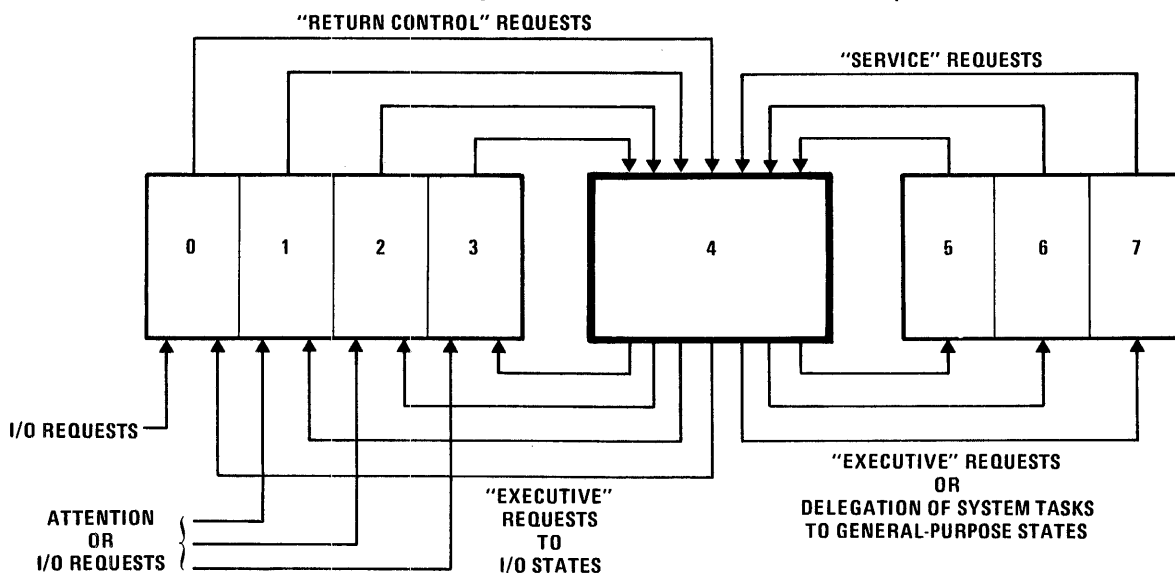 "RETURN CONTROL" REQUESTS
"SERVICE" REQUESTS
0 1 2 3 4 5 6 7
I/O REQUESTS
ATTENTION
OR
I/O REQUESTS
"EXECUTIVE"
REQUESTS
TO
I/O STATES
"EXECUTIVE" REQUESTS
OR
DELEGATION OF SYSTEM TASKS
TO GENERAL-PURPOSE STATES